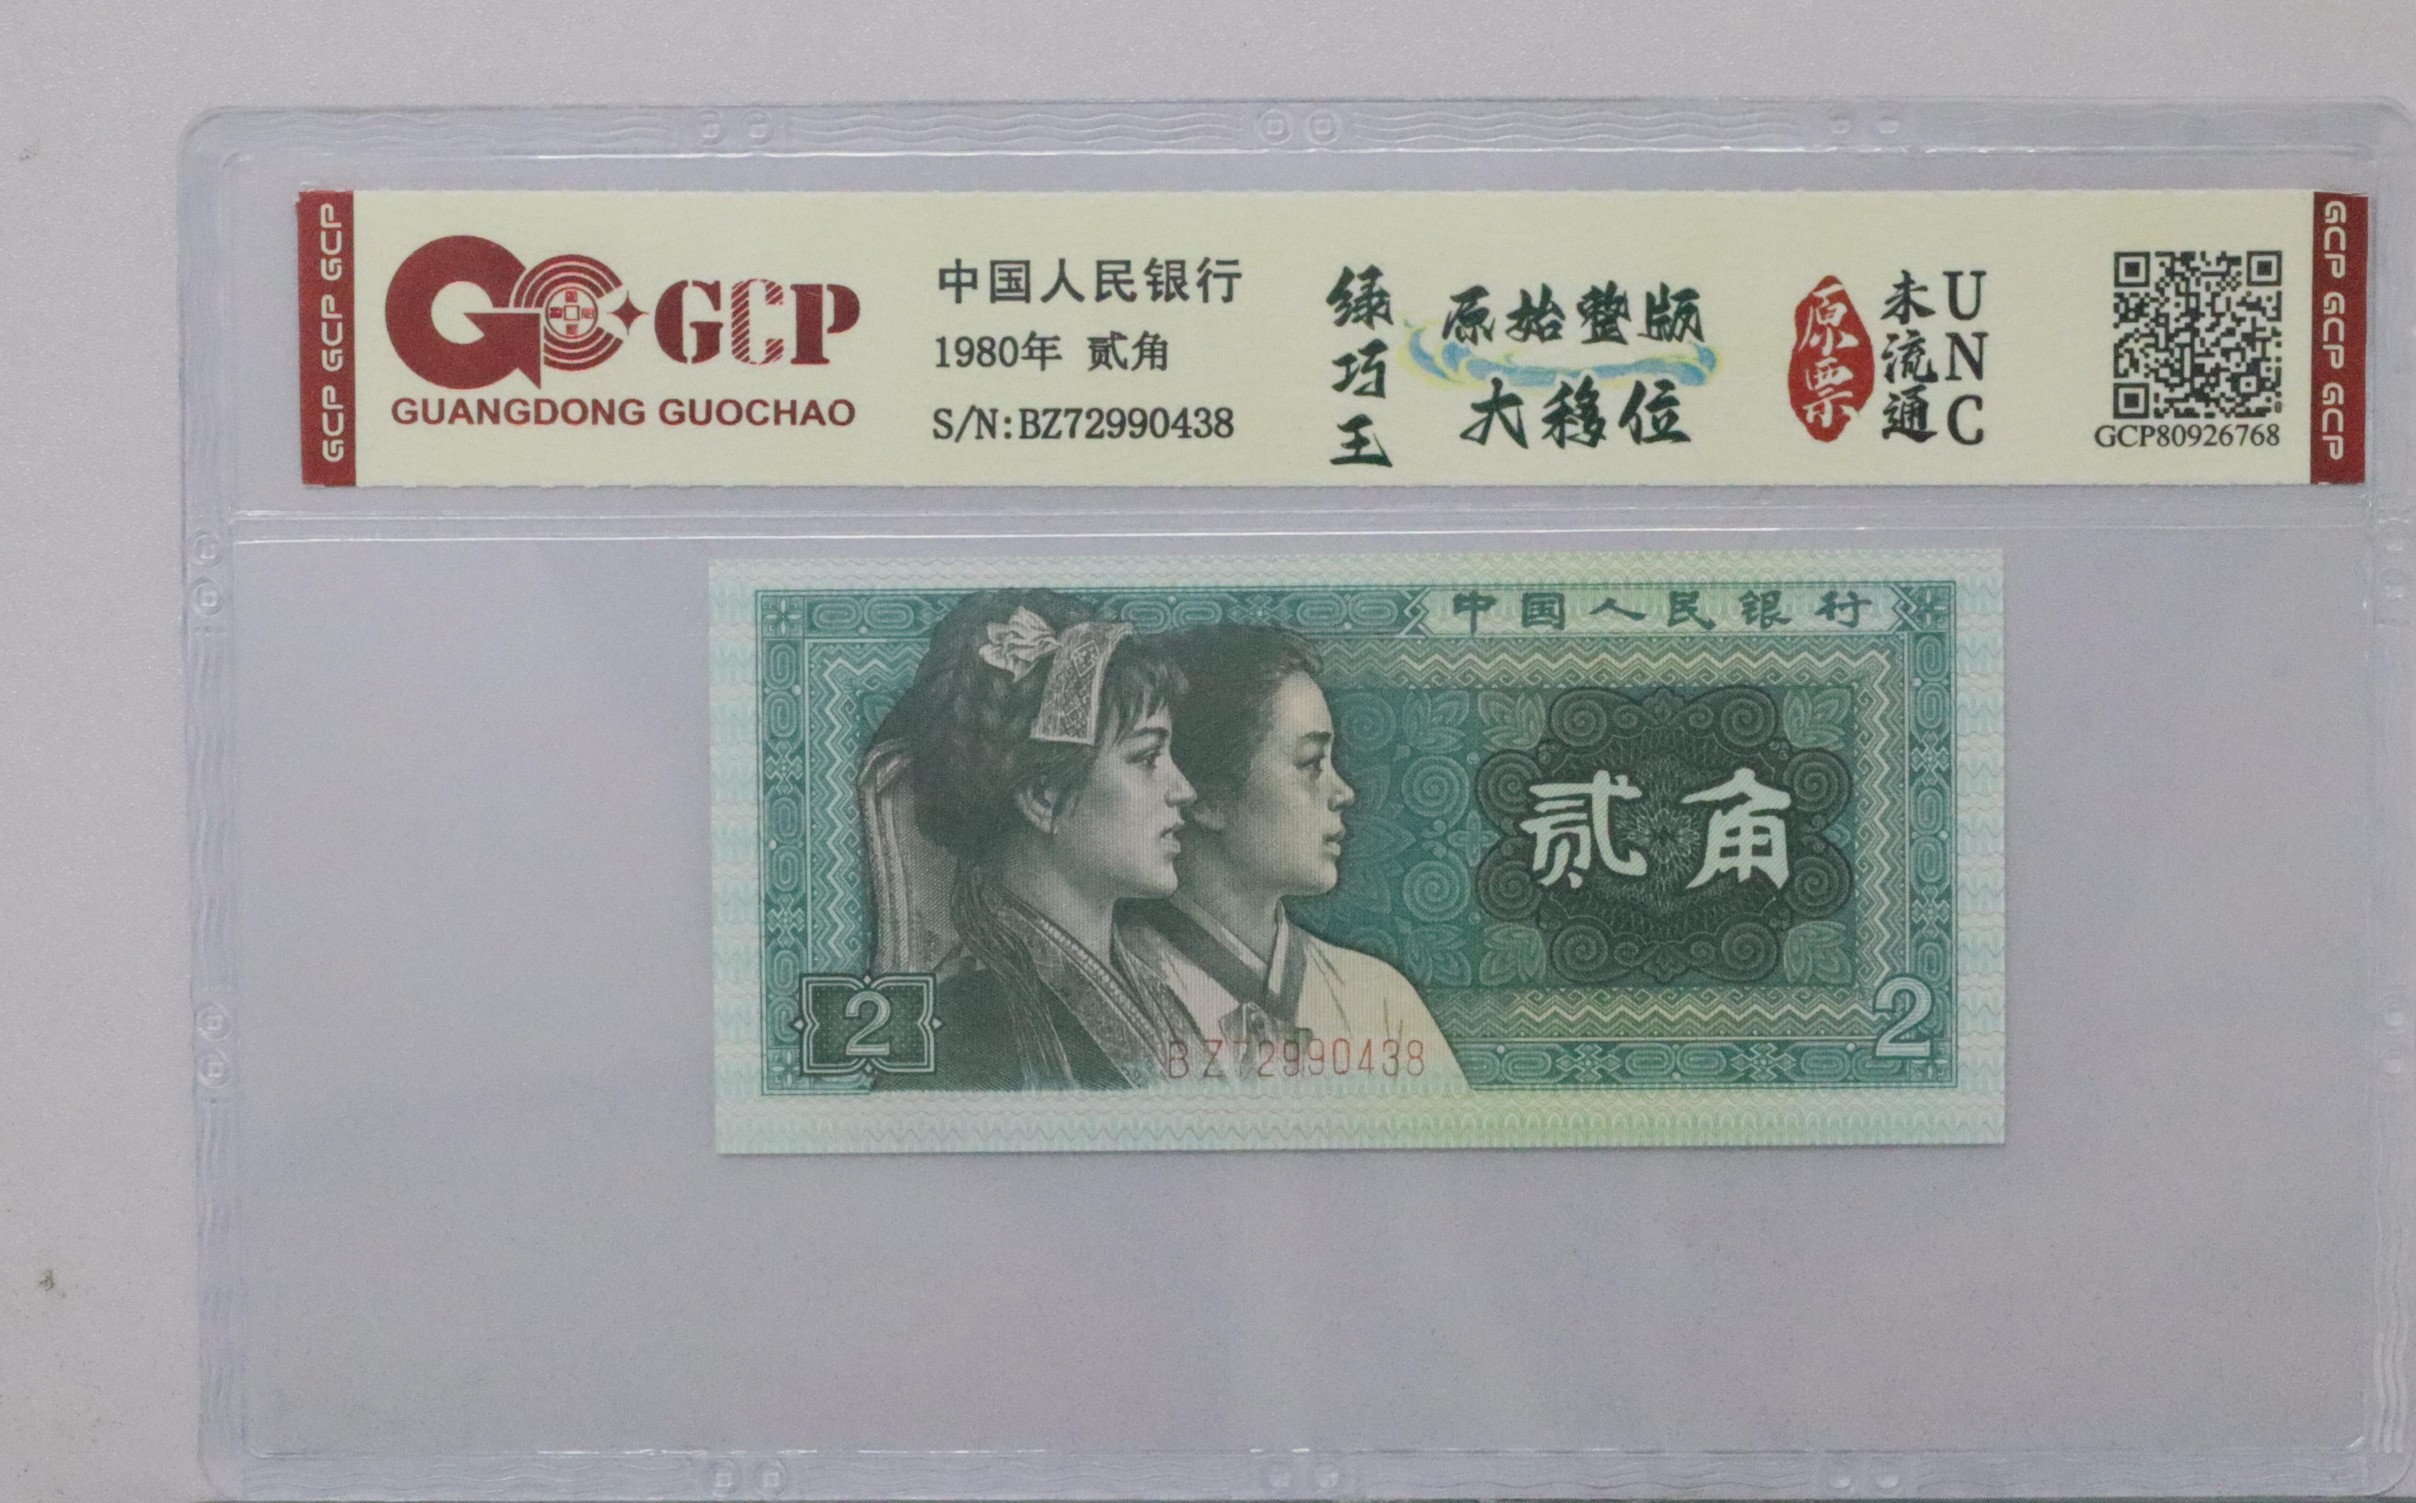 GCP GCP GCP
GCP
GUANGDONG GUOCHAO
中国人民银行
1980年 贰角
S/N:BZ72990438
绿巧王
原始整版
大移位
原票
未流通
UNC
GCP80926768
GCP GCP GCP
中国人民银行
贰角
2
2
BZ72990438